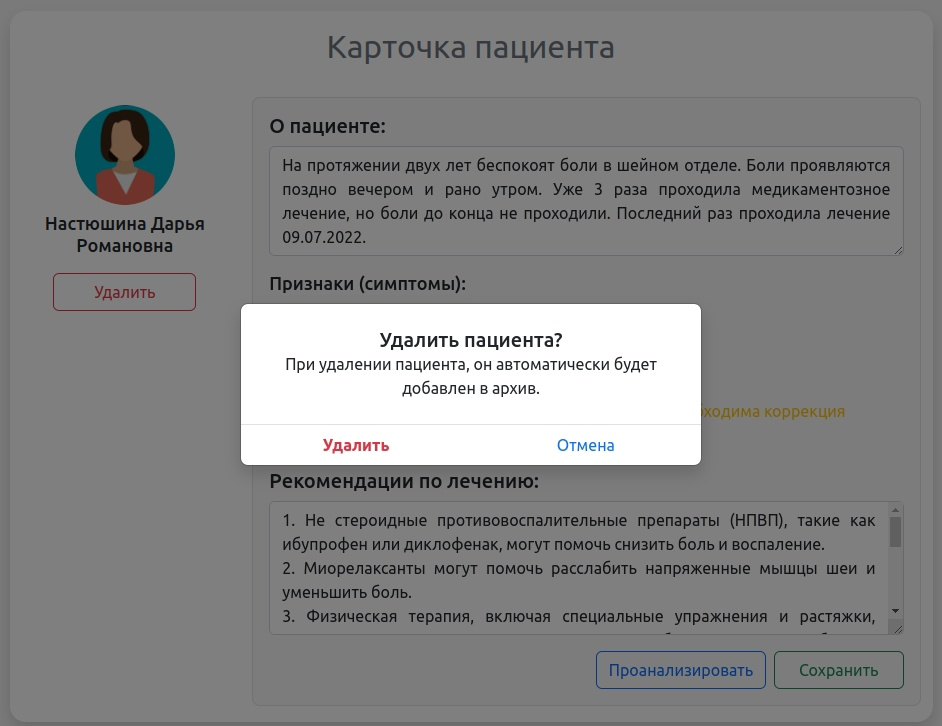 Карточка пациента
Настюшина Дарья
Романовна
Удалить
О пациенте:
На протяжении двух лет беспокоят боли в шейном отделе. Боли проявляются
поздно вечером и рано утром. Уже 3 раза проходила медикаментозное
лечение, но боли до конца не проходили. Последний раз проходила лечение
09.07.2022.
Признаки (симптомы):
Удалить пациента?
При удалении пациента, он автоматически будет
добавлен в архив.
Удалить
Отмена
коррекция
Рекомендации по лечению:
1. Не стероидные противовоспалительные препараты (НПВП), такие как
ибупрофен или диклофенак, могут помочь снизить боль и воспаление.
2. Миорелаксанты могут помочь расслабить напряженные мышцы шеи и
уменьшить боль.
3. Физическая терапия, включая специальные упражнения и растяжки,
Проанализировать
Сохранить